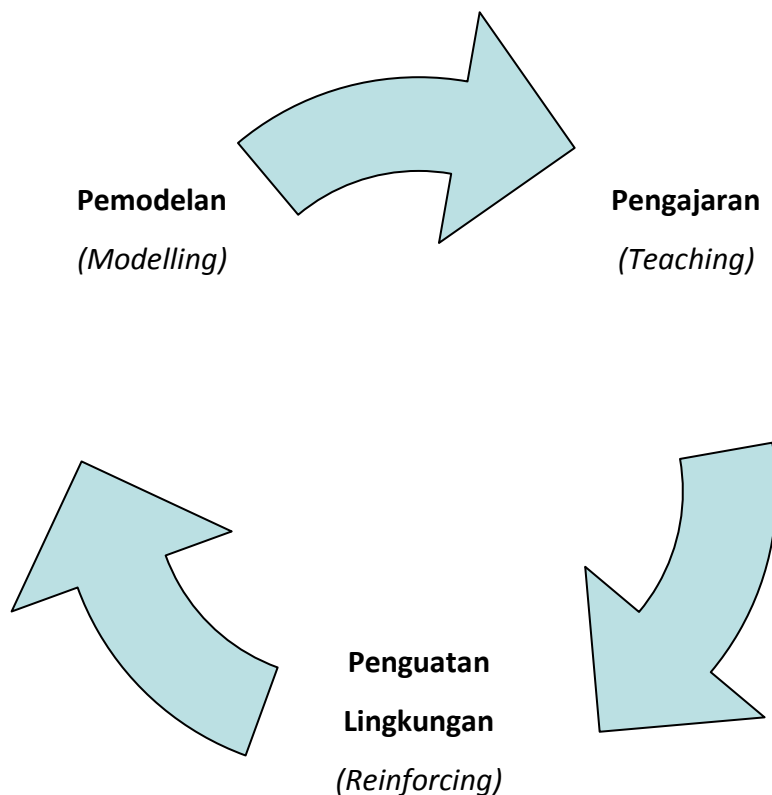 Pemodelan
(Modelling)
Pengajaran
(Teaching)
Penguatan
Lingkungan
(Reinforcing)